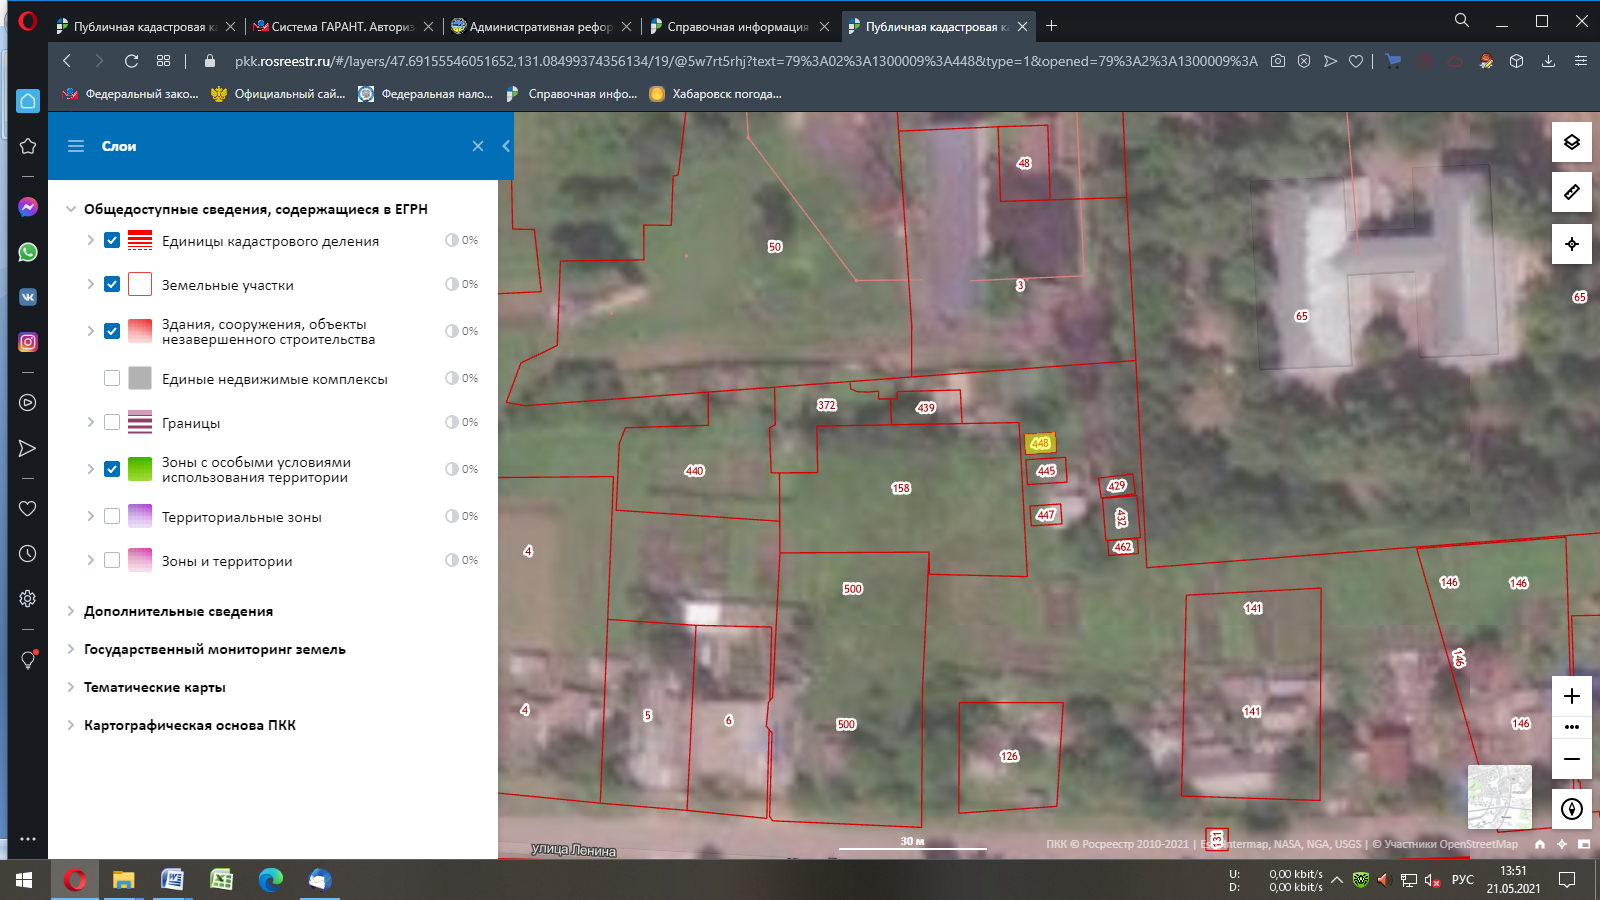 Публичная кадастровая ка
Система ГАРАНТ. Авториз
Административная рефор
Справочная информация
Публичная кадастровая ка
pkk.rosreestr.ru/#/layers/47.69155546051652,131.08499374356134/19/@5w7rt5rhj?text=79%3A02%3A1300009%3A448&type=1&opened=79%3A2%3A1300009%3A
Федеральный зако...
Официальный сай...
Федеральная нало...
Справочная инфо...
Хабаровск погода...
Слои
Общедоступные сведения, содержащиеся в ЕГРН
Единицы кадастрового деления 0%
Земельные участки 0%
Здания, сооружения, объекты
незавершенного строительства 0%
Единые недвижимые комплексы 0%
Границы 0%
Зоны с особыми условиями
использования территории 0%
Территориальные зоны 0%
Зоны и территории 0%
Дополнительные сведения
Государственный мониторинг земель
Тематические карты
Картографическая основа ПКК
48
50
3
65
65
372
439
448
440
445
158
429
447
432
462
4
500
146
146
141
146
4
5
6
500
141
146
126
131
улица Ленина
30 м
ПКК © Росреестр 2010-2021 | Esri, Intermap, NASA, NGA, USGS | © Участники OpenStreetMap
U: 0,00 kbit/s
D: 0,00 kbit/s
РУС
13:51
21.05.2021